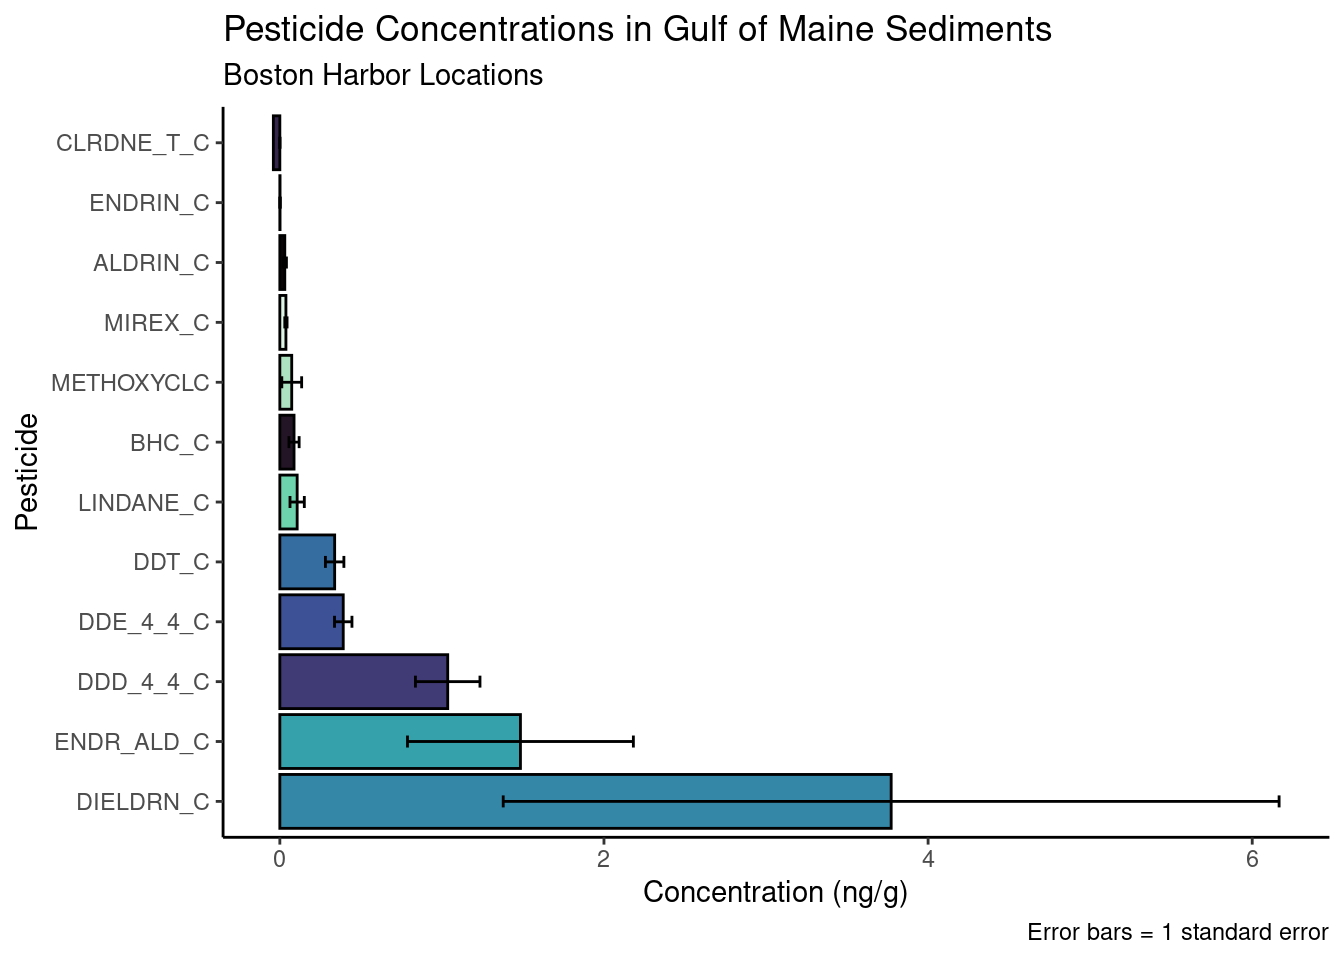 Pesticide Concentrations in Gulf of Maine Sediments
Boston Harbor Locations
CLRDNE_T_C
ENDRIN_C
ALDRIN_C
MIREX_C
METHOXYCLC
BHC_C
LINDANE_C
DDT_C
DDE_4_4_C
DDD_4_4_C
ENDR_ALD_C
DIELDRN_C
Pesticide
0 2 4 6
Concentration (ng/g)
Error bars = 1 standard error